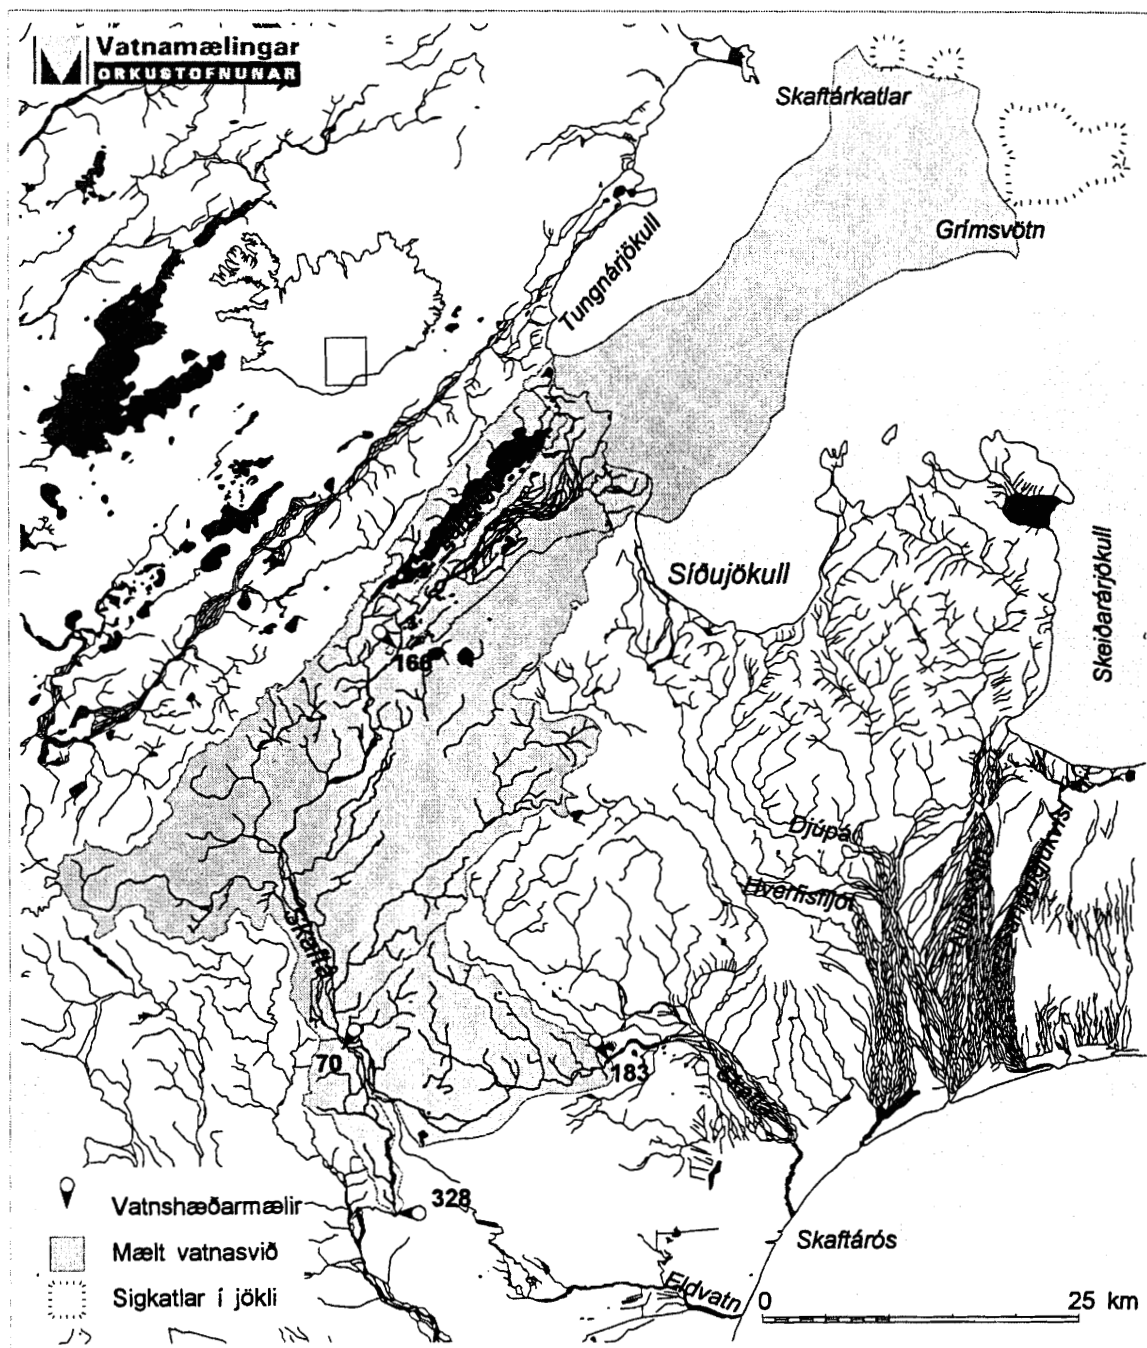 Vatnamælingar
ORKUSTOFNUNAR
Skaftárkatlar
Grímsvötn
Tungnárjökull
Síðujökull
Skeiðarárjökull
166
Djúpá
Hverfisfljót
Skaftá
70
183
Skaftá
328
Vatnshæðarmælir
Mælt vatnasvið
Sigkatlar í jökli
Skaftárós
Eldvatn
0 25 km